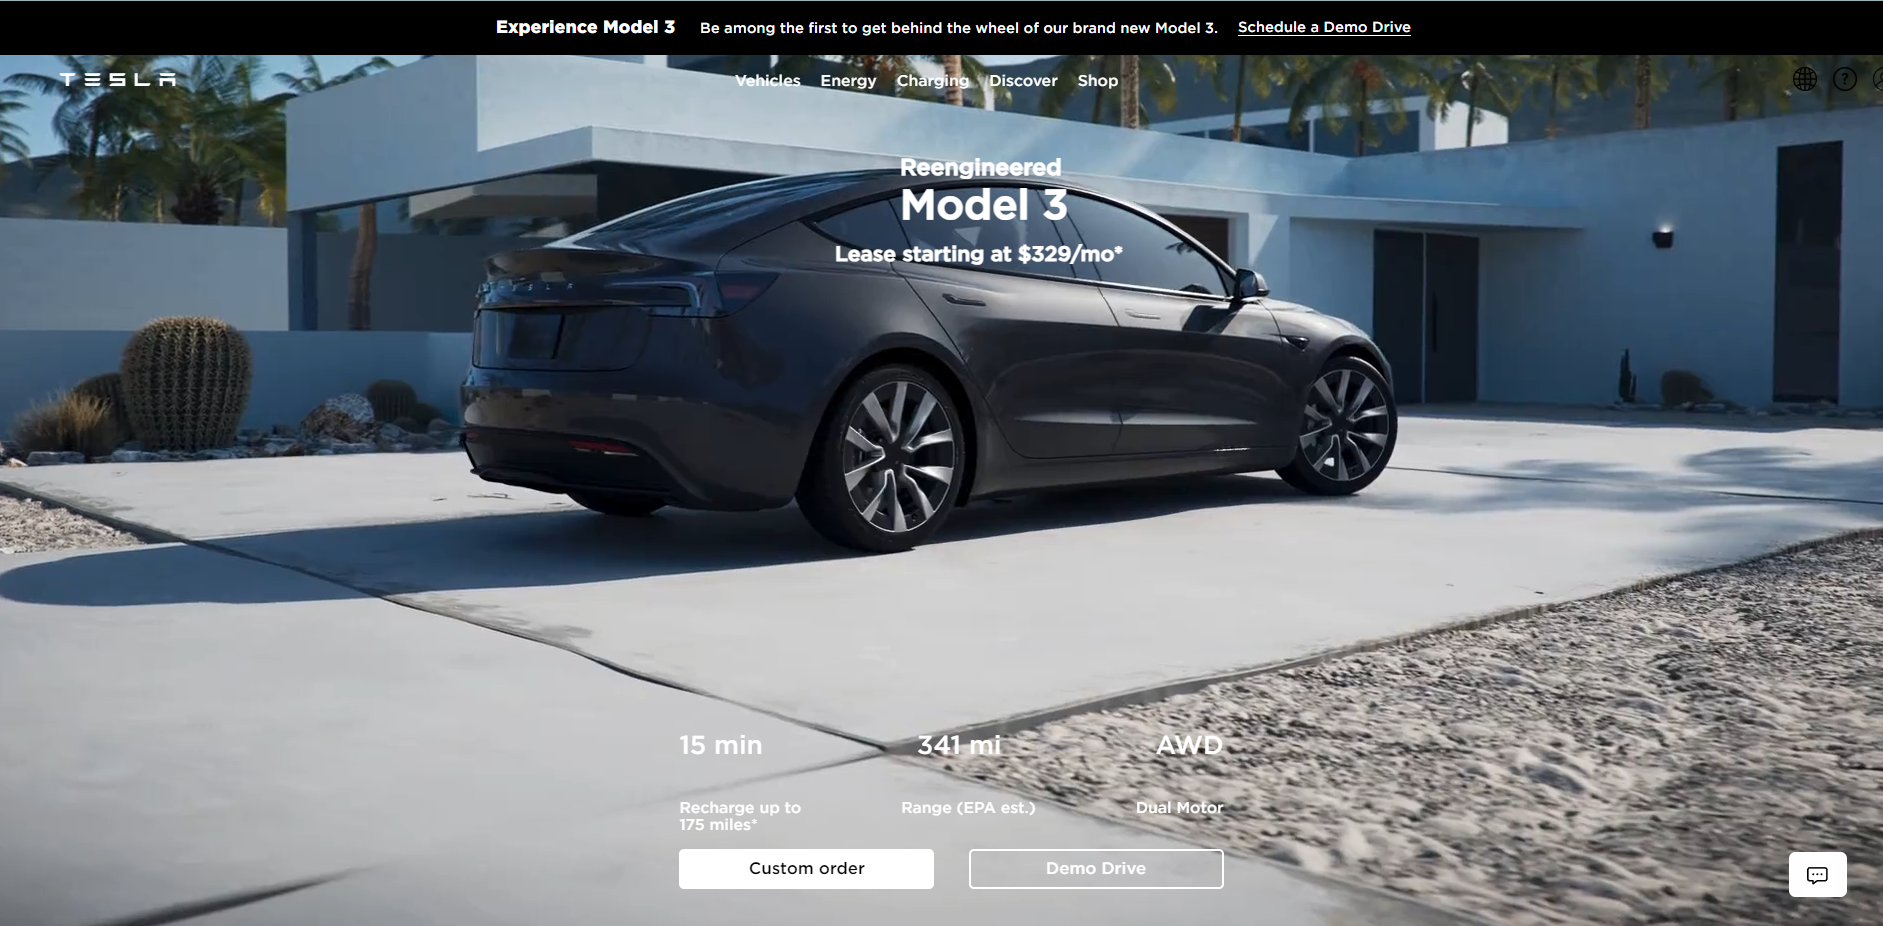 Experience Model 3 Be among the first to get behind the wheel of our brand new Model 3. Schedule a Demo Drive
TESLA
Vehicles Energy Charging Discover Shop
Reengineered
Model 3
Lease starting at $329/mo*
TESLA
15 min 341 mi AWD
Recharge up to
175 miles*
Range (EPA est.)
Dual Motor
Custom order Demo Drive